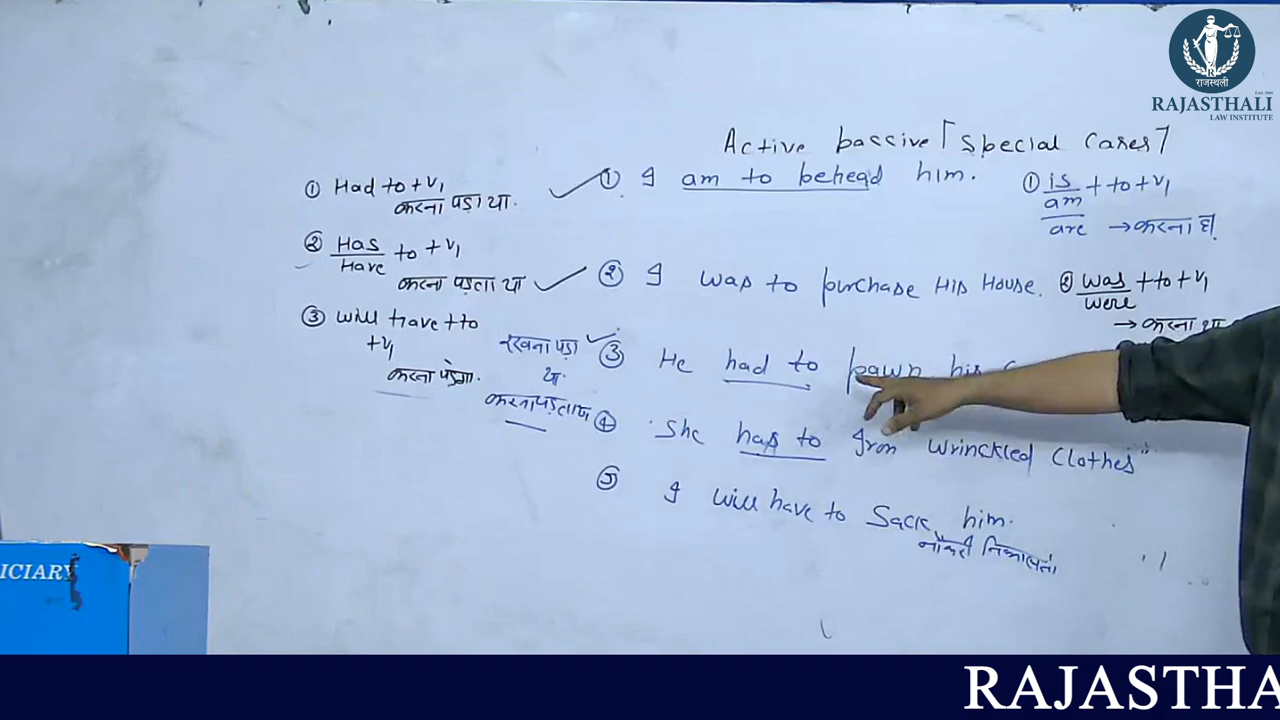 राजस्थली
RAJASTHALI
LAW INSTITUTE
Active passive [special cases]
① Had to + V1
करना पड़ा था.
② Has
Have to + V1
करना पड़ता था
③ will have + to
+ V1
करना पड़ेगा.
① I am to behead him.
② I was to purchase His House.
रखना पड़ा
था.
करना पड़ता था
③ He had to pawn his
④ She has to Iron wrinckled clothes"
⑤ I will have to Sack him.
नौकरी निकालना
① is
am + to + V1
are → करना है
② was
were + to + V1
→ करना था
ICIARY
RAJASTHA